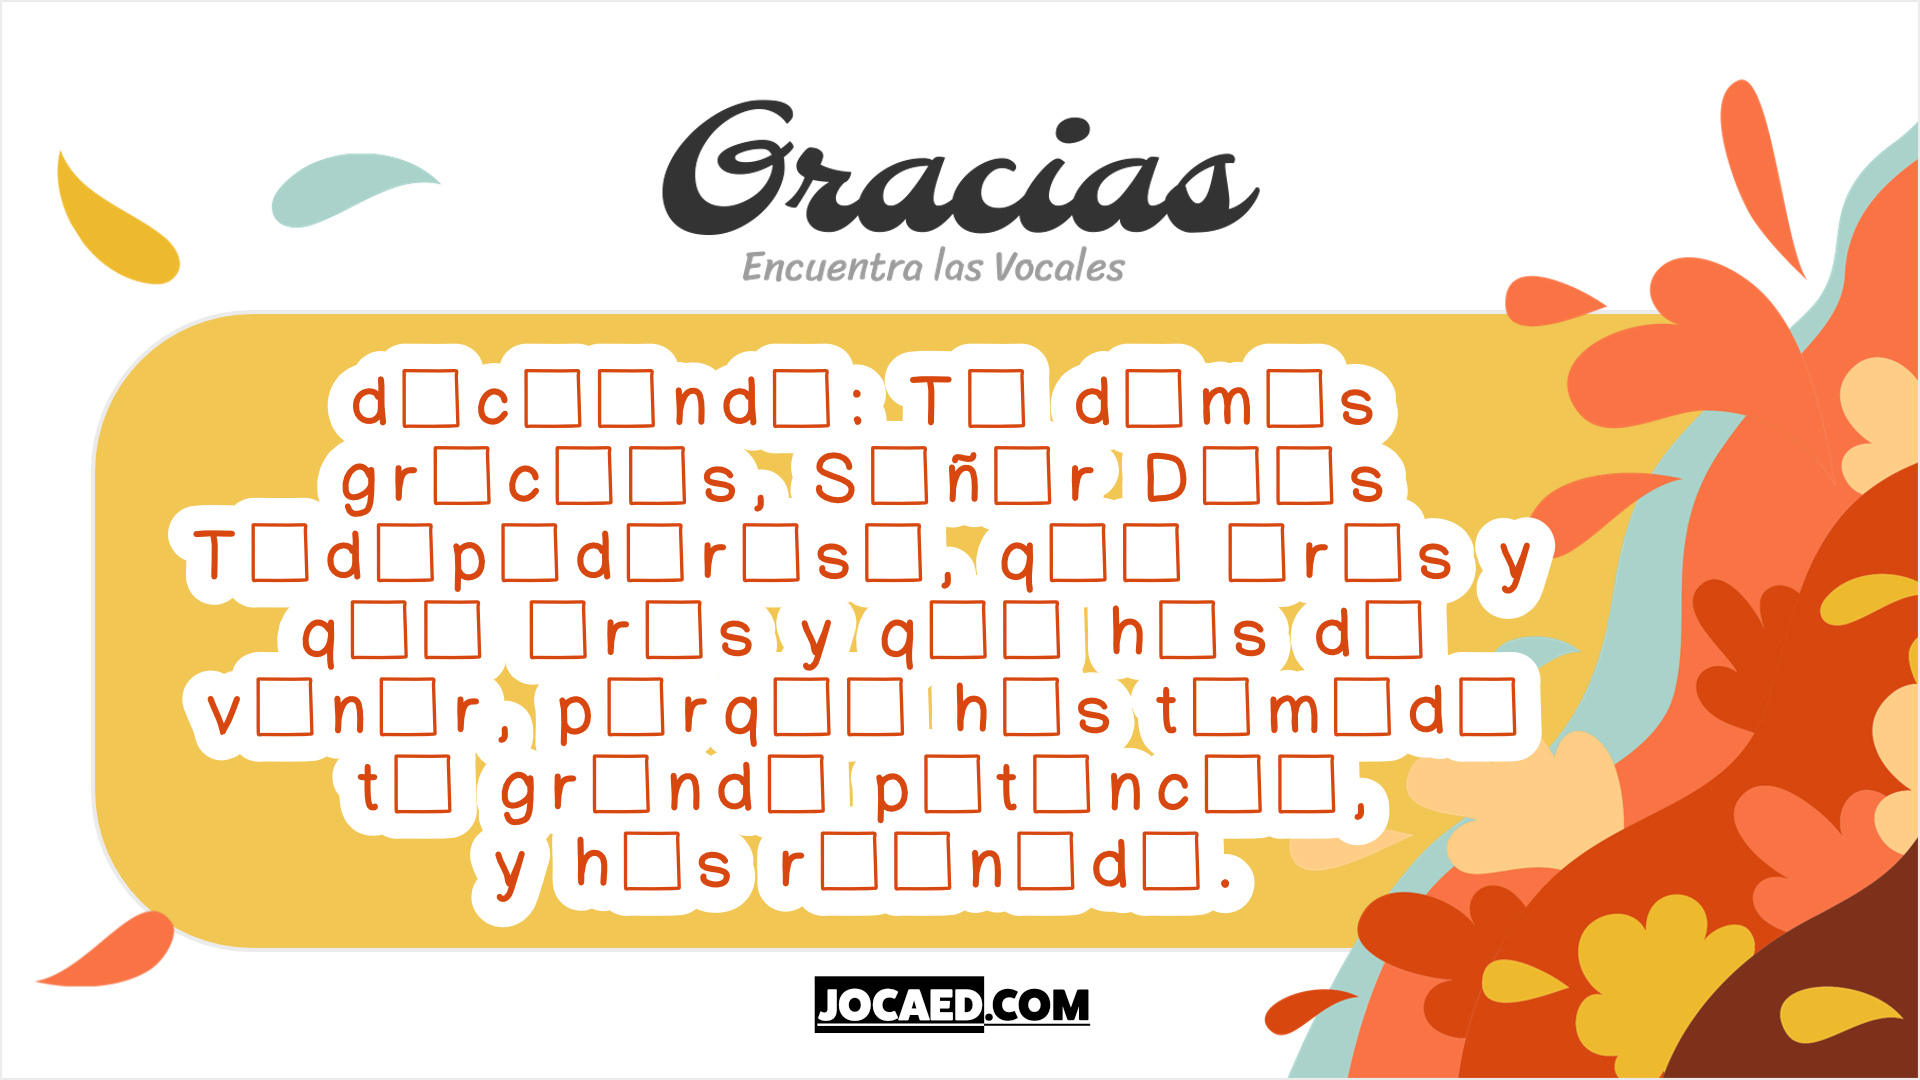 Gracias
Encuentra las Vocales
d□c□□nd□: T□ d□m□s
gr□c□□s, S□ñ□r D□□s
T□d□p□d□r□s□, q□□ □r□s y
q□□ □r□s y q□□ h□s d□
v□n□r, p□rq□□ h□s t□m□d□
t□ gr□nd□ p□t□nc□□,
y h□s r□□n□d□.
JOCAED.COM